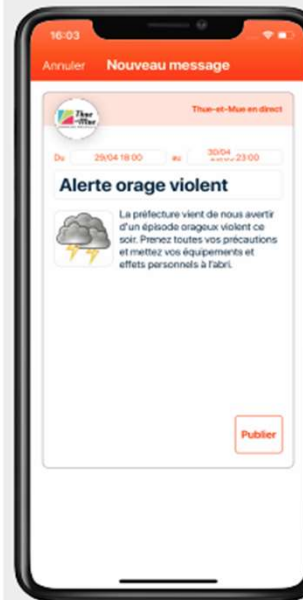 16:03
Annuler Nouveau message
Thue
et-Mue
Thue-et-Mue en direct
Du 29/04 18:00 au 30/04 23:00
Alerte orage violent
La préfecture vient de nous avertir
d'un épisode orageux violent ce
soir. Prenez toutes vos précautions
et mettez vos équipements et
effets personnels à l'abri.
Publier